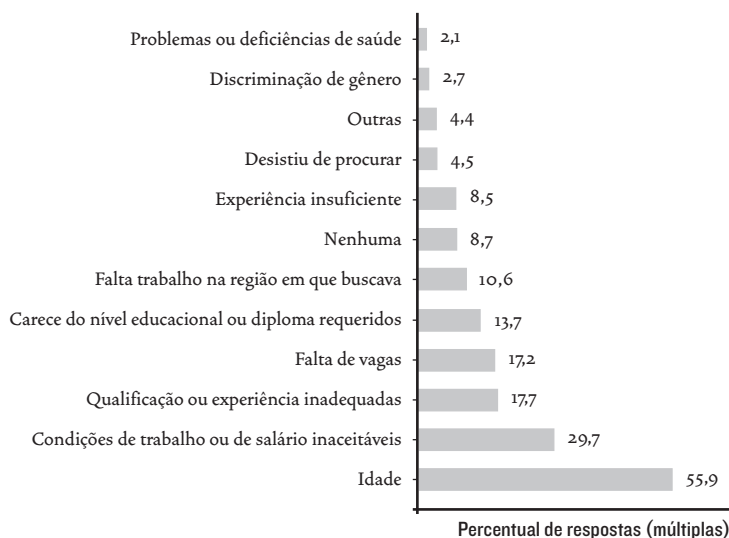 Problemas ou deficiências de saúde 2,1
Discriminação de gênero 2,7
Outras 4,4
Desistiu de procurar 4,5
Experiência insuficiente 8,5
Nenhuma 8,7
Falta trabalho na região em que buscava 10,6
Carece do nível educacional ou diploma requeridos 13,7
Falta de vagas 17,2
Qualificação ou experiência inadequadas 17,7
Condições de trabalho ou de salário inaceitáveis 29,7
Idade 55,9
Percentual de respostas (múltiplas)